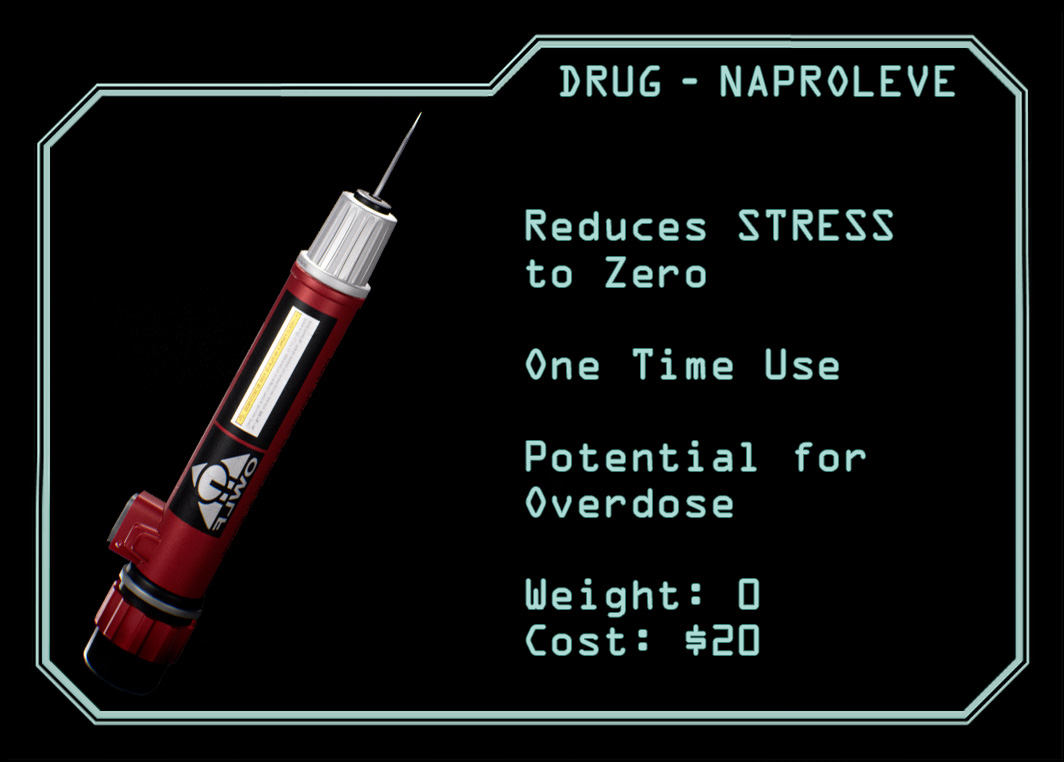 DRUG - NAPROLEVE
Reduces STRESS
to Zero
One Time Use
Potential for
Overdose
Weight: 0
Cost: $20